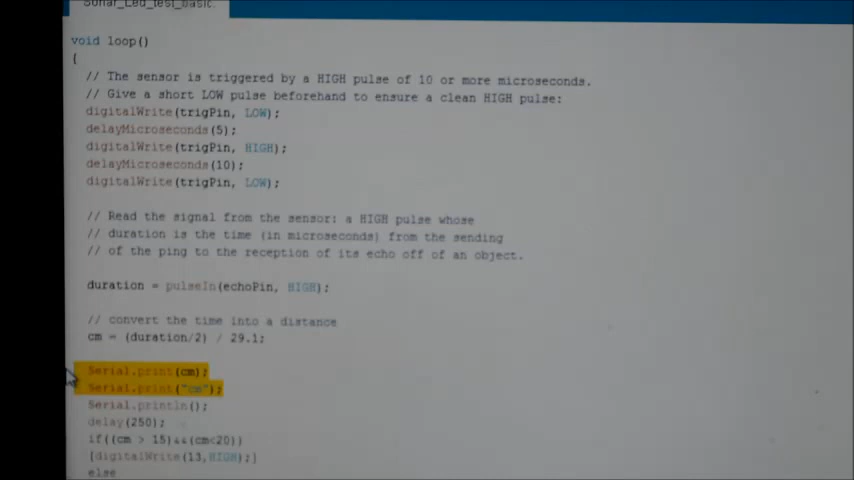 Sonar_Led_test_basic
void loop()
{
// The sensor is triggered by a HIGH pulse of 10 or more microseconds.
// Give a short LOW pulse beforehand to ensure a clean HIGH pulse:
digitalWrite(trigPin, LOW);
delayMicroseconds(5);
digitalWrite(trigPin, HIGH);
delayMicroseconds(10);
digitalWrite(trigPin, LOW);
// Read the signal from the sensor: a HIGH pulse whose
// duration is the time (in microseconds) from the sending
// of the ping to the reception of its echo off of an object.
duration = pulseIn(echoPin, HIGH);
// convert the time into a distance
cm = (duration/2) / 29.1;
Serial.print(cm);
Serial.print("cm");
Serial.println();
delay(250);
if((cm > 15)&&(cm<20))
{digitalWrite(13,HIGH);}
else